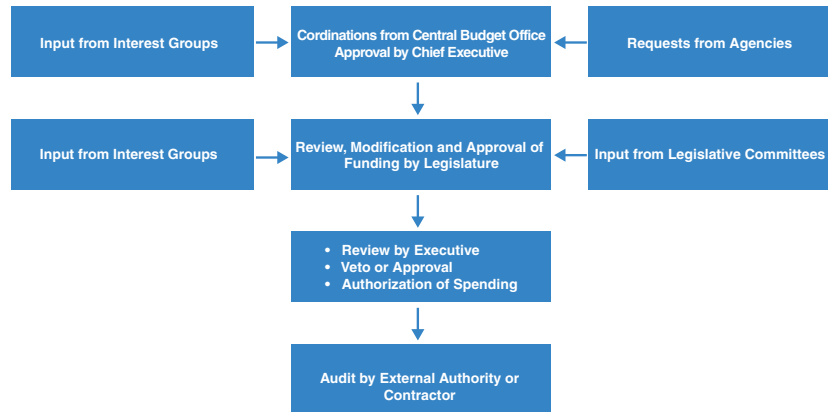 Input from Interest Groups
Cordinations from Central Budget Office
Approval by Chief Executive
Requests from Agencies
Input from Interest Groups
Review, Modification and Approval of
Funding by Legislature
Input from Legislative Committees
• Review by Executive
• Veto or Approval
• Authorization of Spending
Audit by External Authority or
Contractor